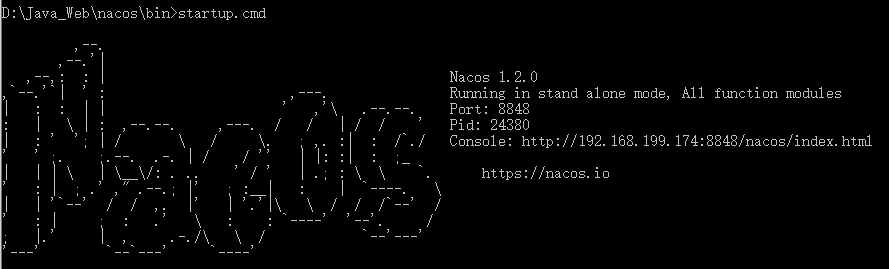 D:\Java_Web\nacos\bin>startup.cmd
Nacos
Nacos 1.2.0
Running in stand alone mode, All function modules
Port: 8848
Pid: 24380
Console: http://192.168.199.174:8848/nacos/index.html
https://nacos.io